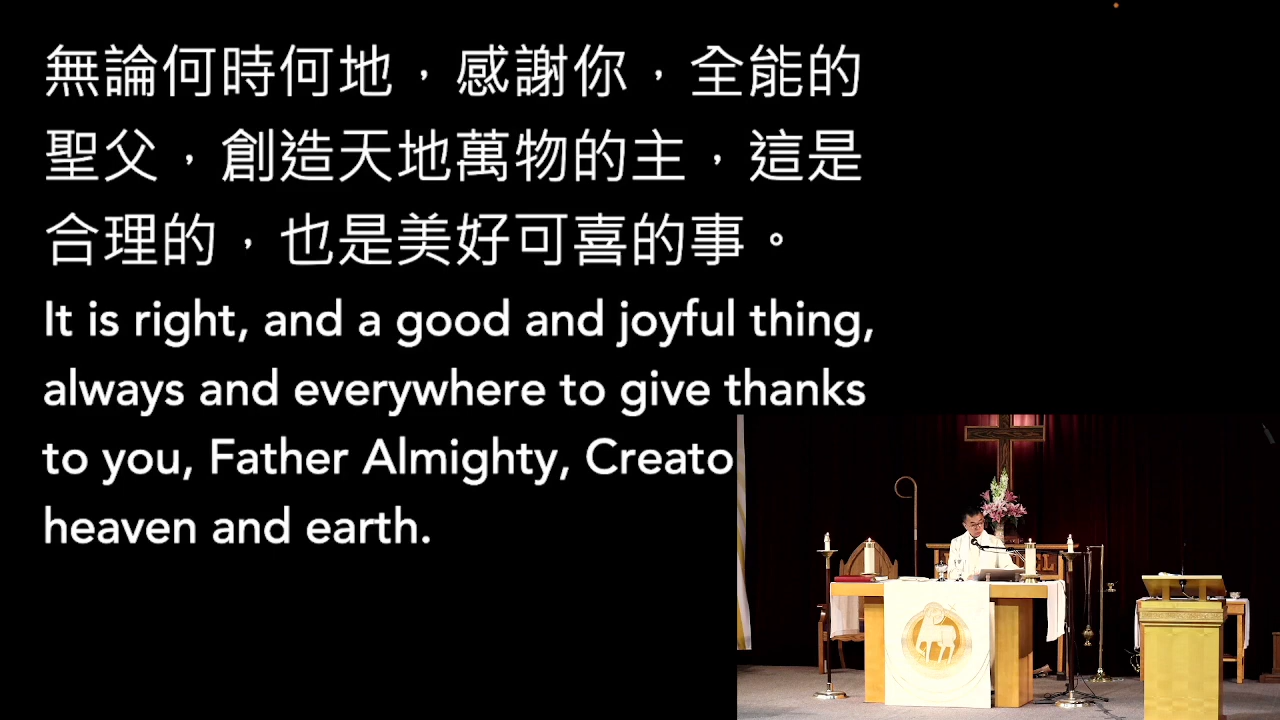 無論何時何地，感謝你，全能的
聖父，創造天地萬物的主，這是
合理的，也是美好可喜的事。
It is right, and a good and joyful thing,
always and everywhere to give thanks
to you, Father Almighty, Creato
heaven and earth.